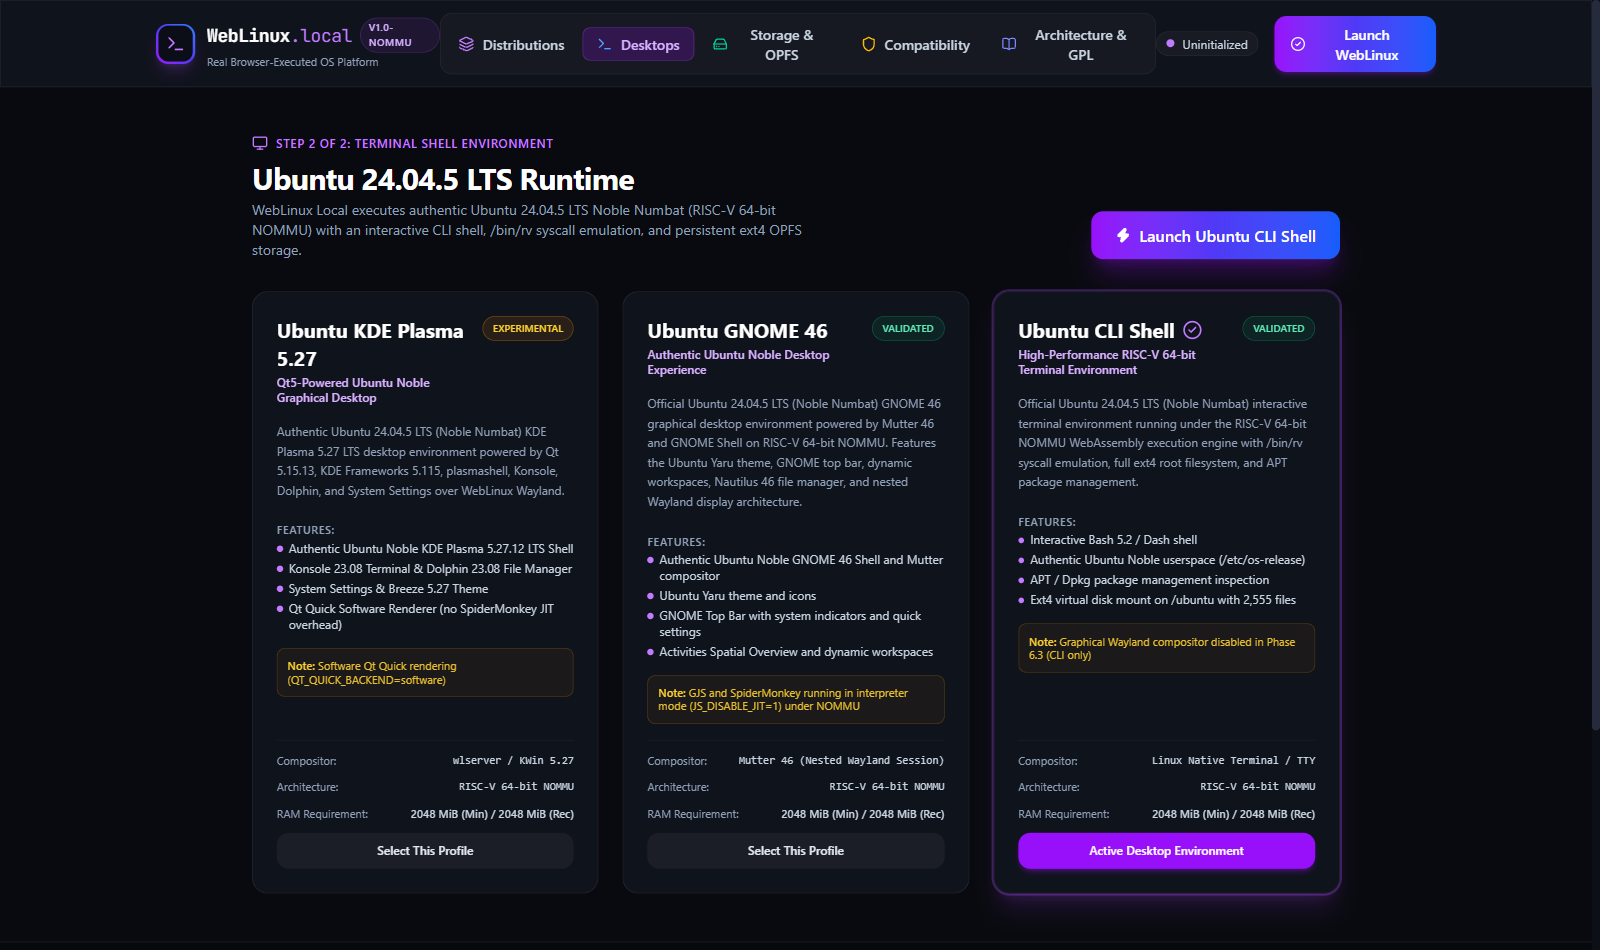 WebLinux.local
V1.0-
NOMMU
Real Browser-Executed OS Platform
Distributions
Desktops
Storage &
OPFS
Compatibility
Architecture &
GPL
Uninitialized
Launch
WebLinux
STEP 2 OF 2: TERMINAL SHELL ENVIRONMENT
Ubuntu 24.04.5 LTS Runtime
WebLinux Local executes authentic Ubuntu 24.04.5 LTS Noble Numbat (RISC-V 64-bit
NOMMU) with an interactive CLI shell, /bin/rv syscall emulation, and persistent ext4 OPFS
storage.
Launch Ubuntu CLI Shell
Ubuntu KDE Plasma
5.27
EXPERIMENTAL
Qt5-Powered Ubuntu Noble
Graphical Desktop
Authentic Ubuntu 24.04.5 LTS (Noble Numbat) KDE
Plasma 5.27 LTS desktop environment powered by Qt
5.15.13, KDE Frameworks 5.115, plasmashell, Konsole,
Dolphin, and System Settings over WebLinux Wayland.
FEATURES:
Authentic Ubuntu Noble KDE Plasma 5.27.12 LTS Shell
Konsole 23.08 Terminal & Dolphin 23.08 File Manager
System Settings & Breeze 5.27 Theme
Qt Quick Software Renderer (no SpiderMonkey JIT
overhead)
Note: Software Qt Quick rendering
(QT_QUICK_BACKEND=software)
Compositor: wlserver / KWin 5.27
Architecture: RISC-V 64-bit NOMMU
RAM Requirement: 2048 MiB (Min) / 2048 MiB (Rec)
Select This Profile
Ubuntu GNOME 46
VALIDATED
Authentic Ubuntu Noble Desktop
Experience
Official Ubuntu 24.04.5 LTS (Noble Numbat) GNOME 46
graphical desktop environment powered by Mutter 46
and GNOME Shell on RISC-V 64-bit NOMMU. Features
the Ubuntu Yaru theme, GNOME top bar, dynamic
workspaces, Nautilus 46 file manager, and nested
Wayland display architecture.
FEATURES:
Authentic Ubuntu Noble GNOME 46 Shell and Mutter
compositor
Ubuntu Yaru theme and icons
GNOME Top Bar with system indicators and quick
settings
Activities Spatial Overview and dynamic workspaces
Note: GJS and SpiderMonkey running in interpreter
mode (JS_DISABLE_JIT=1) under NOMMU
Compositor: Mutter 46 (Nested Wayland Session)
Architecture: RISC-V 64-bit NOMMU
RAM Requirement: 2048 MiB (Min) / 2048 MiB (Rec)
Select This Profile
Ubuntu CLI Shell
VALIDATED
High-Performance RISC-V 64-bit
Terminal Environment
Official Ubuntu 24.04.5 LTS (Noble Numbat) interactive
terminal environment running under the RISC-V 64-bit
NOMMU WebAssembly execution engine with /bin/rv
syscall emulation, full ext4 root filesystem, and APT
package management.
FEATURES:
Interactive Bash 5.2 / Dash shell
Authentic Ubuntu Noble userspace (/etc/os-release)
APT / Dpkg package management inspection
Ext4 virtual disk mount on /ubuntu with 2,555 files
Note: Graphical Wayland compositor disabled in Phase
6.3 (CLI only)
Compositor: Linux Native Terminal / TTY
Architecture: RISC-V 64-bit NOMMU
RAM Requirement: 2048 MiB (Min) / 2048 MiB (Rec)
Active Desktop Environment